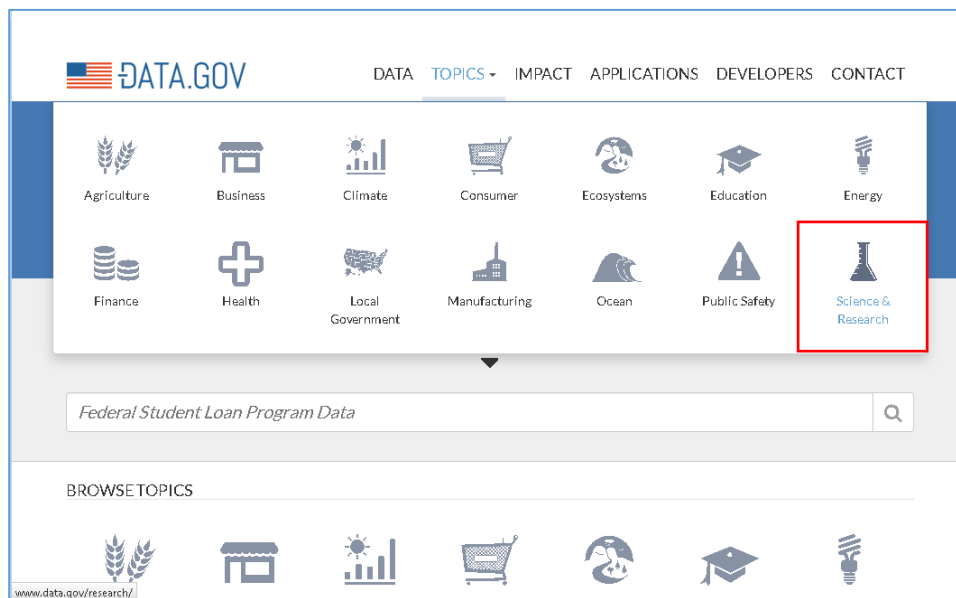 DATA.GOV
DATA TOPICS IMPACT APPLICATIONS DEVELOPERS CONTACT
Agriculture Business Climate Consumer Ecosystems Education Energy
Finance Health Local Manufacturing Ocean Public Safety Science &
Government Research
Federal Student Loan Program Data
BROWSE TOPICS
www.data.gov/research/